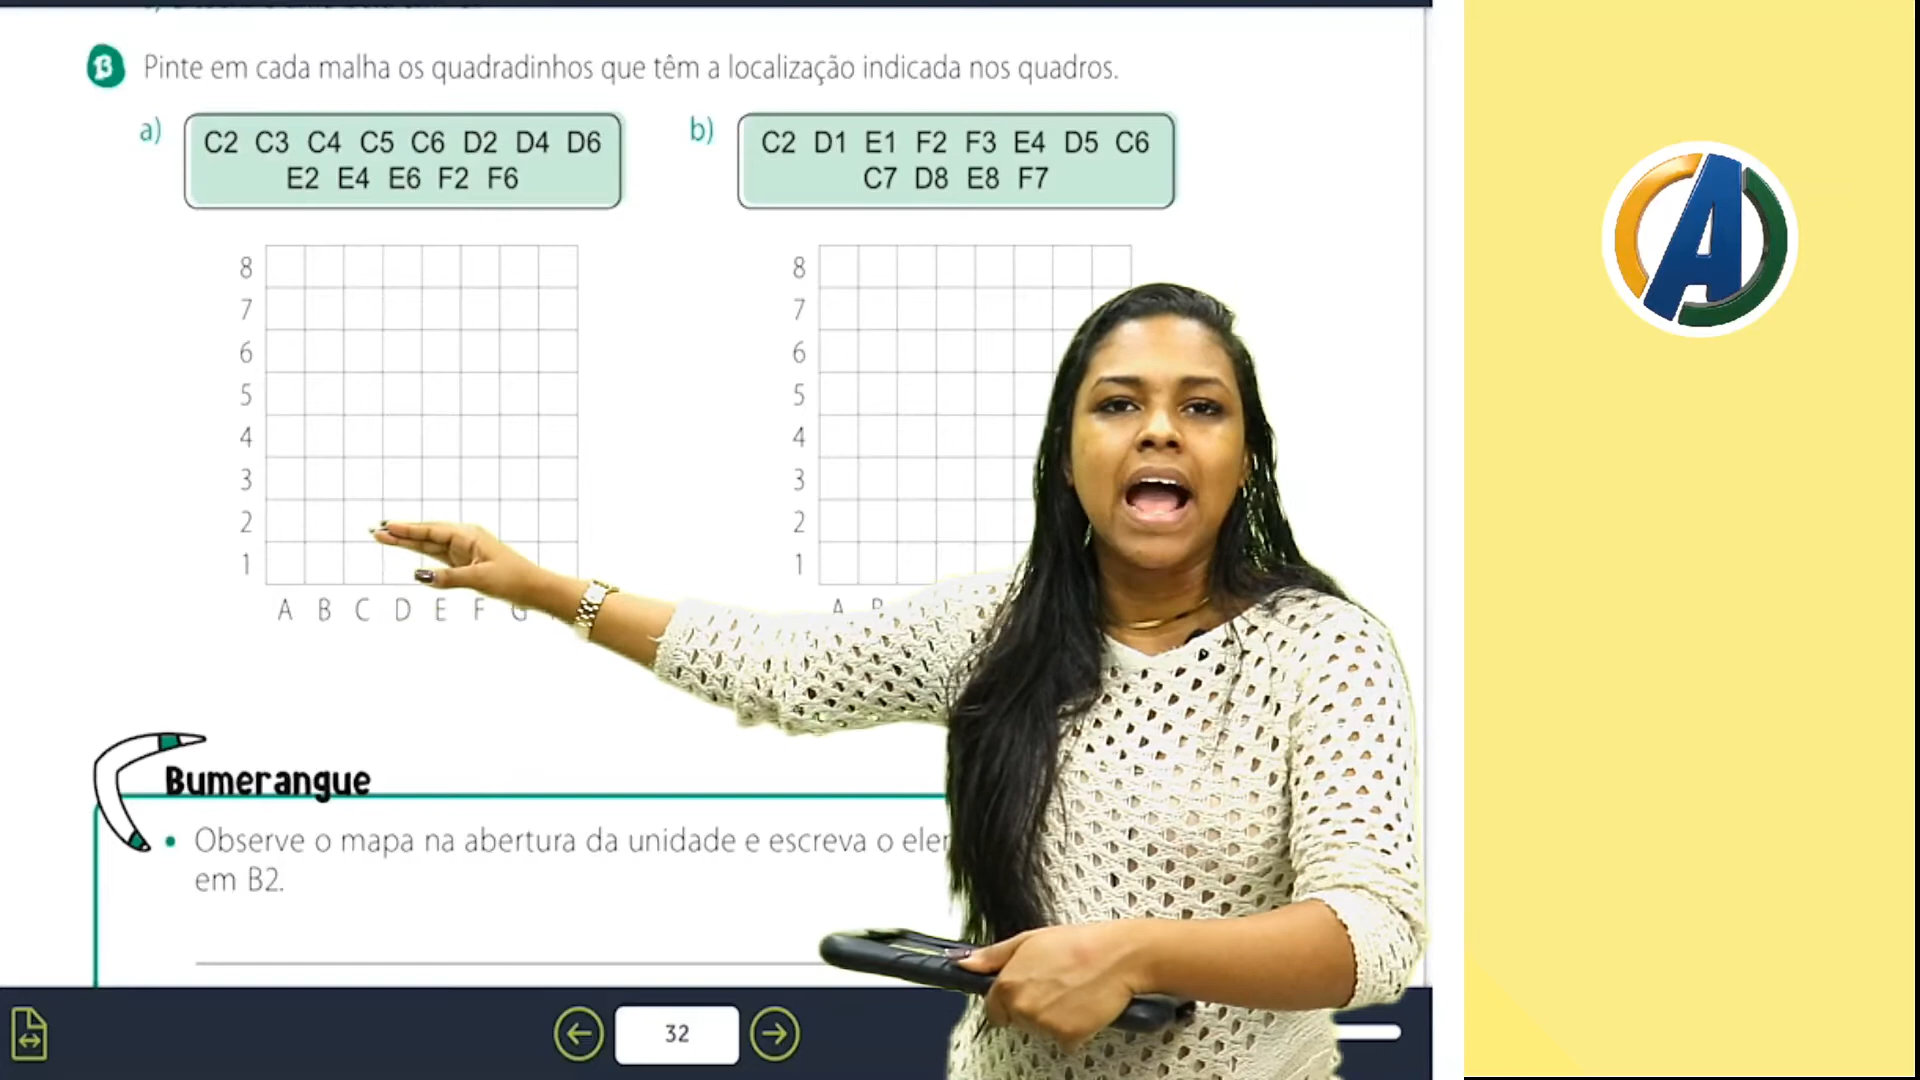 B Pinte em cada malha os quadradinhos que têm a localização indicada nos quadros.
a)
C2 C3 C4 C5 C6 D2 D4 D6
E2 E4 E6 F2 F6
b)
C2 D1 E1 F2 F3 E4 D5 C6
C7 D8 E8 F7
8
7
6
5
4
3
2
1
A B C D E F G
8
7
6
5
4
3
2
1
A B
Bumerangue
• Observe o mapa na abertura da unidade e escreva o
em B2.
32
A